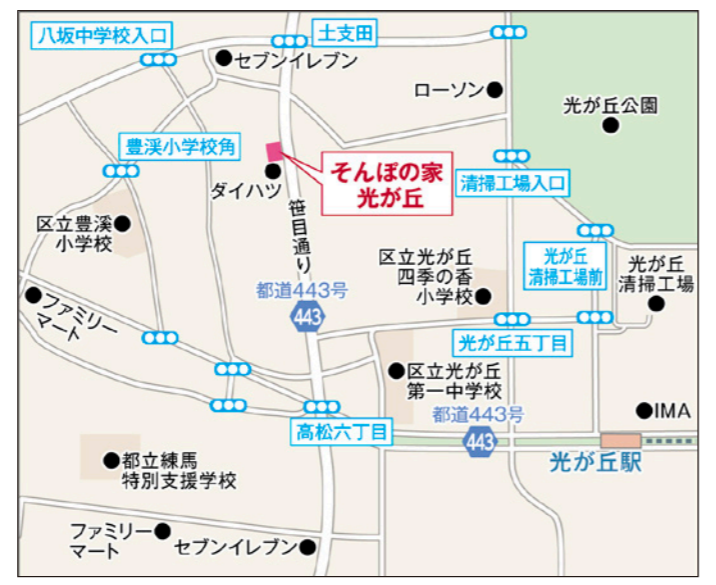 八坂中学校入口
土支田
セブンイレブン
ローソン
光が丘公園
豊渓小学校角
そんぽの家
光が丘
ダイハツ
清掃工場入口
笹目通り
区立豊渓
小学校
区立光が丘
四季の香
小学校
光が丘
清掃工場前
光が丘
清掃工場
都道443号
443
ファミリー
マート
光が丘五丁目
区立光が丘
第一中学校
都道443号
443
IMA
高松六丁目
光が丘駅
都立練馬
特別支援学校
ファミリー
マート
セブンイレブン